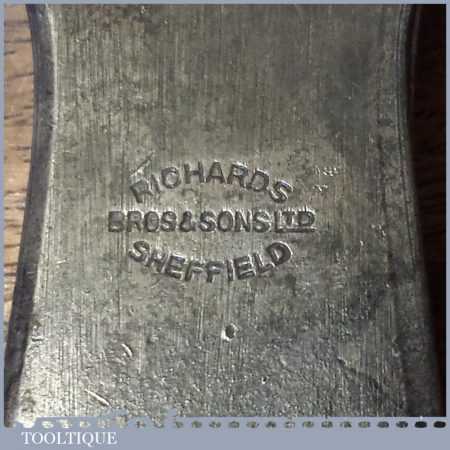 RICHARDS
BROS & SONS LTD
SHEFFIELD
TOOLTIQUE